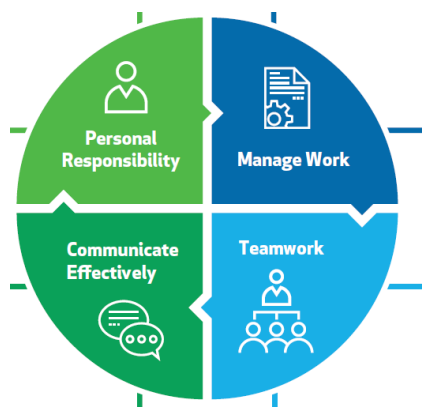 Personal
Responsibility
Manage Work
Communicate
Effectively
Teamwork